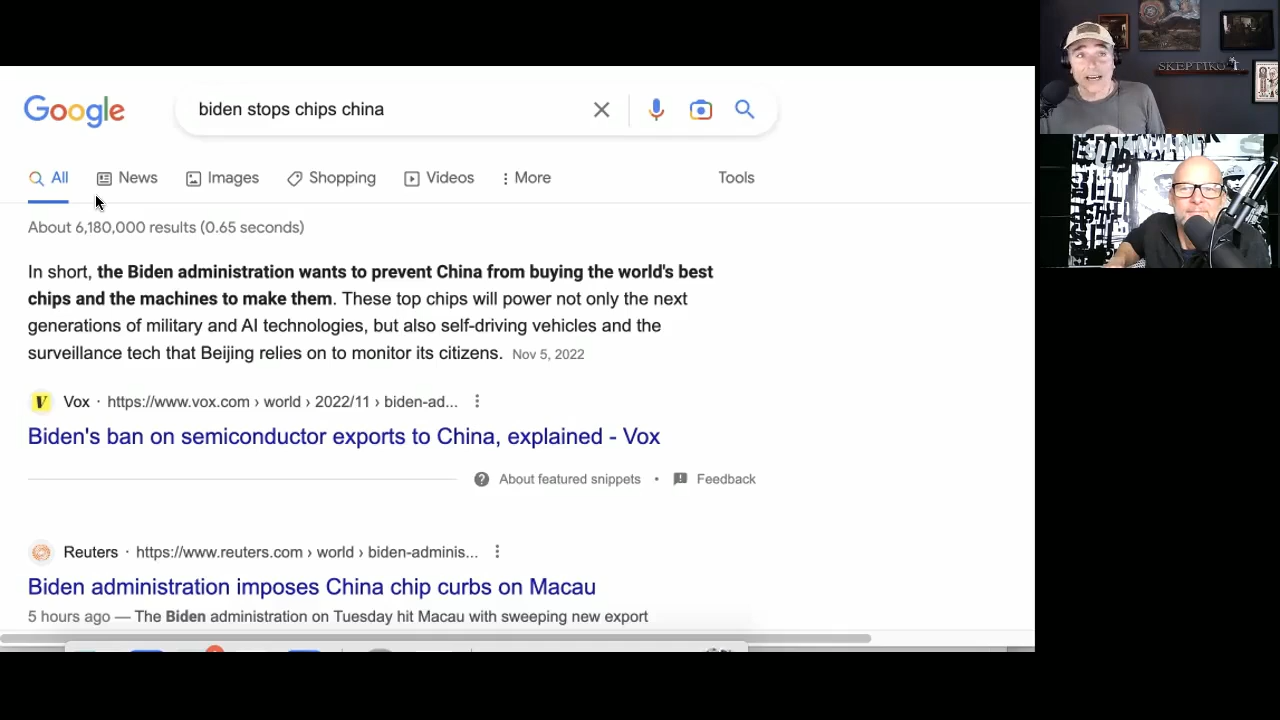 Google
biden stops chips china
All
News
Images
Shopping
Videos
More
Tools
About 6,180,000 results (0.65 seconds)
In short, the Biden administration wants to prevent China from buying the world's best
chips and the machines to make them. These top chips will power not only the next
generations of military and AI technologies, but also self-driving vehicles and the
surveillance tech that Beijing relies on to monitor its citizens. Nov 5, 2022
Vox · https://www.vox.com › world › 2022/11 › biden-ad...
Biden's ban on semiconductor exports to China, explained - Vox
About featured snippets • Feedback
Reuters · https://www.reuters.com › world › biden-adminis...
Biden administration imposes China chip curbs on Macau
5 hours ago — The Biden administration on Tuesday hit Macau with sweeping new export
SKEPTIKO